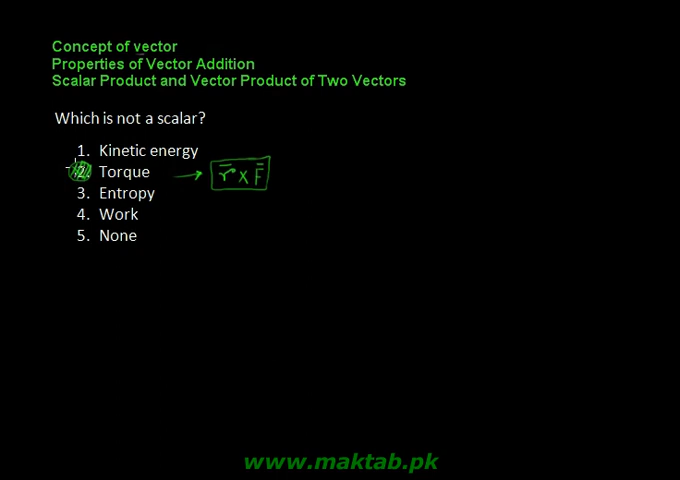 Concept of vector
Properties of Vector Addition
Scalar Product and Vector Product of Two Vectors
Which is not a scalar?
1. Kinetic energy
2. Torque → r̄ × F̄
3. Entropy
4. Work
5. None
www.maktab.pk